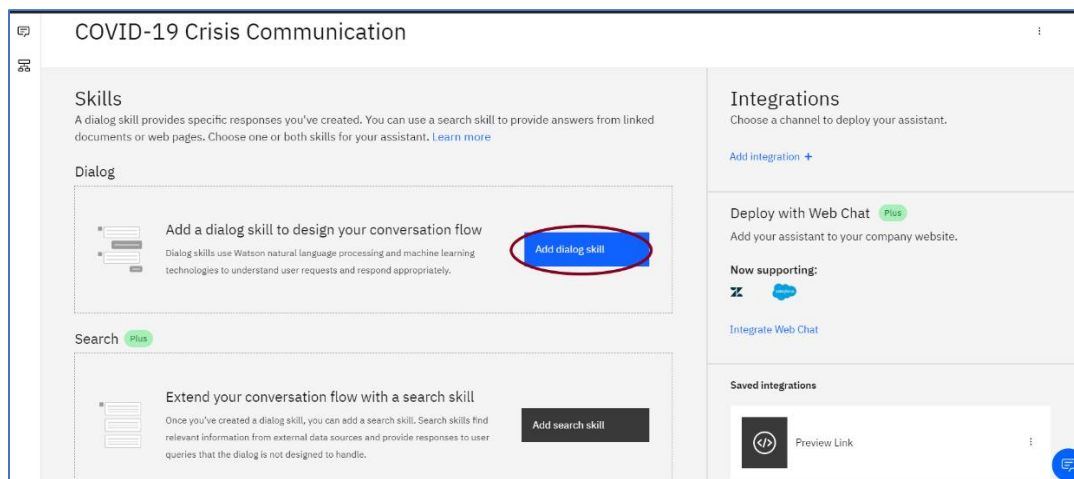 COVID-19 Crisis Communication
Skills
A dialog skill provides specific responses you've created. You can use a search skill to provide answers from linked
documents or web pages. Choose one or both skills for your assistant. Learn more
Dialog
Add a dialog skill to design your conversation flow
Dialog skills use Watson natural language processing and machine learning
technologies to understand user requests and respond appropriately.
Add dialog skill
Search Plus
Extend your conversation flow with a search skill
Once you've created a dialog skill, you can add a search skill. Search skills find
relevant information from external data sources and provide responses to user
queries that the dialog is not designed to handle.
Add search skill
Integrations
Choose a channel to deploy your assistant.
Add integration +
Deploy with Web Chat Plus
Add your assistant to your company website.
Now supporting:
Integrate Web Chat
Saved integrations
Preview Link